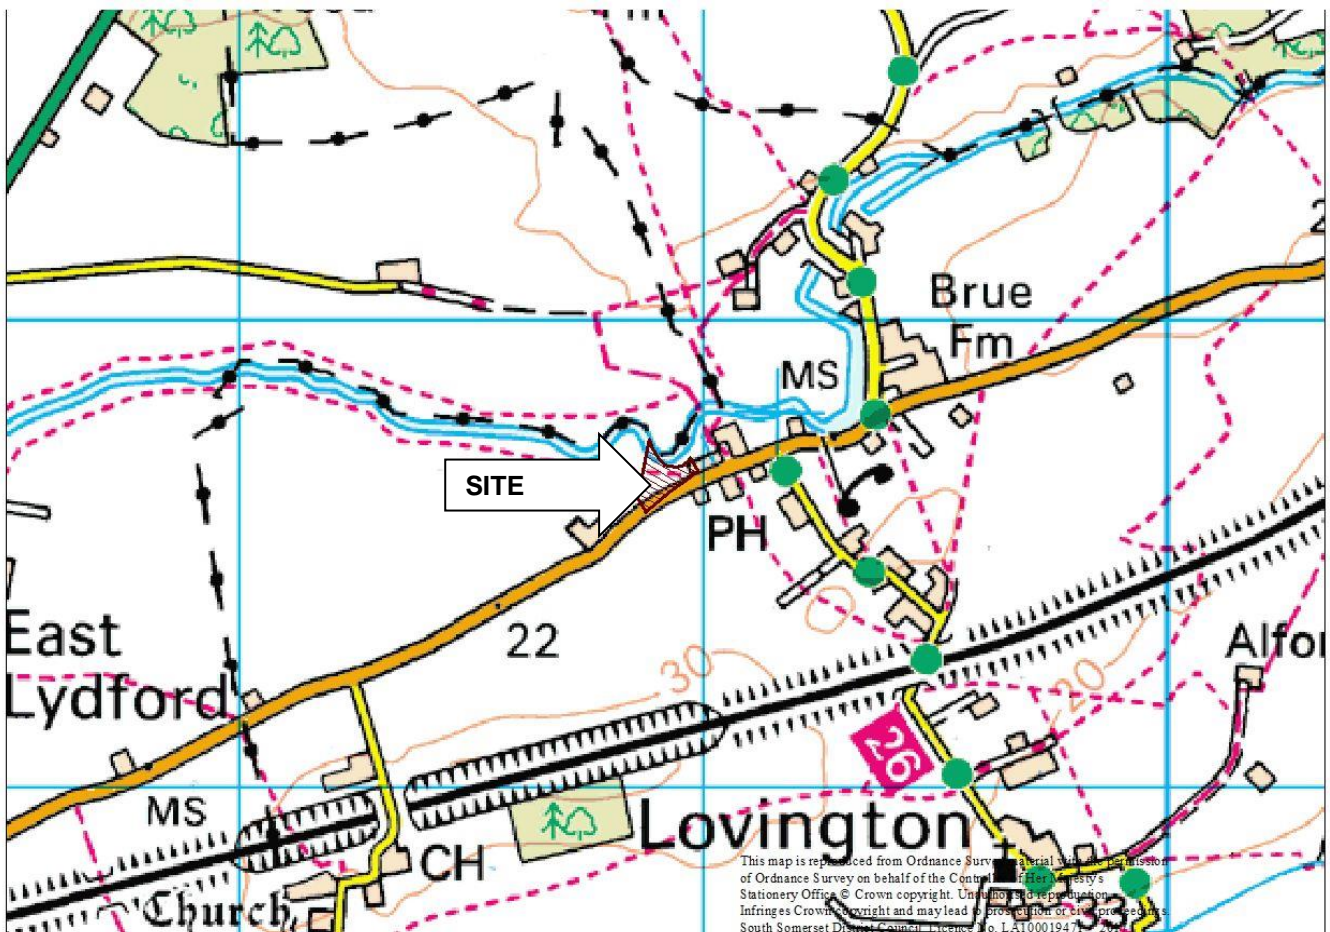 Brue
Fm
MS
SITE
PH
East
Lydford
22
30
20
26
MS
CH
Church
Lovington
33
This map is reproduced from Ordnance Survey material with the permission
of Ordnance Survey on behalf of the Controller of Her Majesty's
Stationery Office © Crown copyright. Unauthorised reproduction
Infringes Crown copyright and may lead to prosecution or civil proceedings.
South Somerset District Council Licence No. LA100019471